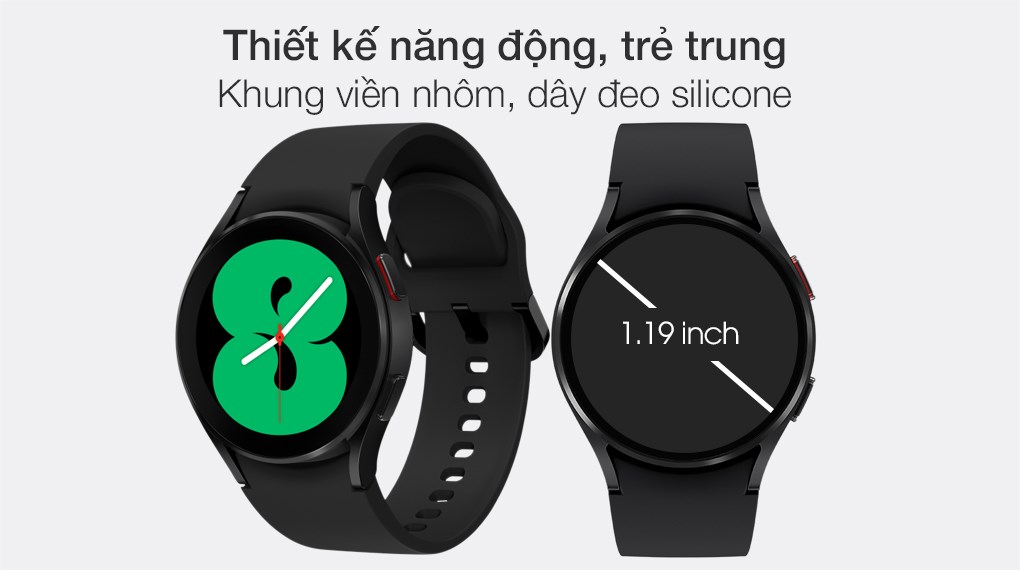 Thiết kế năng động, trẻ trung
Khung viền nhôm, dây đeo silicone
1.19 inch